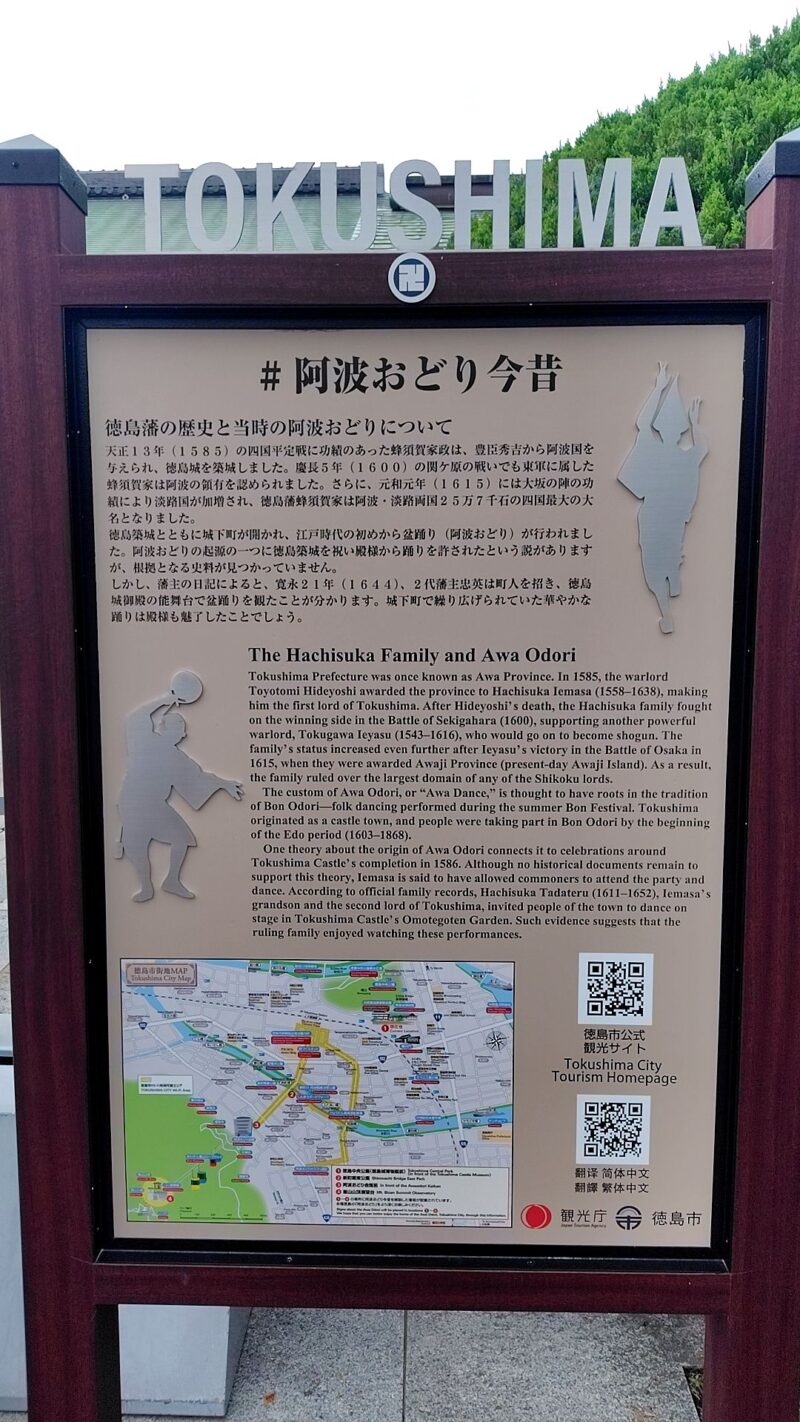 TOKUSHIMA
卍
# 阿波おどり今昔
徳島藩の歴史と当時の阿波おどりについて
天正１３年（１５８５）の四国平定戦に功績のあった蜂須賀家政は、豊臣秀吉から阿波国を
与えられ、徳島城を築城しました。慶長５年（１６００）の関ケ原の戦いでも東軍に属した
蜂須賀家は阿波の領有を認められました。さらに、元和元年（１６１５）には大坂の陣の功
績により淡路国が加増され、徳島藩蜂須賀家は阿波・淡路両国２５万７千石の四国最大の大
名となりました。
徳島築城とともに城下町が開かれ、江戸時代の初めから盆踊り（阿波おどり）が行われまし
た。阿波おどりの起源の一つに徳島築城を祝い殿様から踊りを許されたという説があります
が、根拠となる史料が見つかっていません。
しかし、藩主の日記によると、寛永２１年（１６４４）、２代藩主忠英は町人を招き、徳島
城御殿の能舞台で盆踊りを観たことが分かります。城下町で繰り広げられていた華やかな
踊りは殿様も魅了したことでしょう。
The Hachisuka Family and Awa Odori
Tokushima Prefecture was once known as Awa Province. In 1585, the warlord
Toyotomi Hideyoshi awarded the province to Hachisuka Iemasa (1558–1638), making
him the first lord of Tokushima. After Hideyoshi's death, the Hachisuka family fought
on the winning side in the Battle of Sekigahara (1600), supporting another powerful
warlord, Tokugawa Ieyasu (1543–1616), who would go on to become shogun. The
family's status increased even further after Ieyasu's victory in the Battle of Osaka in
1615, when they were awarded Awaji Province (present-day Awaji Island). As a result,
the family ruled over the largest domain of any of the Shikoku lords.
The custom of Awa Odori, or “Awa Dance,” is thought to have roots in the tradition
of Bon Odori—folk dancing performed during the summer Bon Festival. Tokushima
originated as a castle town, and people were taking part in Bon Odori by the beginning
of the Edo period (1603–1868).
One theory about the origin of Awa Odori connects it to celebrations around
Tokushima Castle's completion in 1586. Although no historical documents remain to
support this theory, Iemasa is said to have allowed commoners to attend the party and
dance. According to official family records, Hachisuka Tadateru (1611–1652), Iemasa's
grandson and the second lord of Tokushima, invited people of the town to dance on
stage in Tokushima Castle's Omotegoten Garden. Such evidence suggests that the
ruling family enjoyed watching these performances.
徳島市街地MAP
Tokushima City Map
徳島市公式
観光サイト
Tokushima City
Tourism Homepage
翻译 简体中文
翻譯 繁体中文
観光庁
Japan Tourism Agency
徳島市